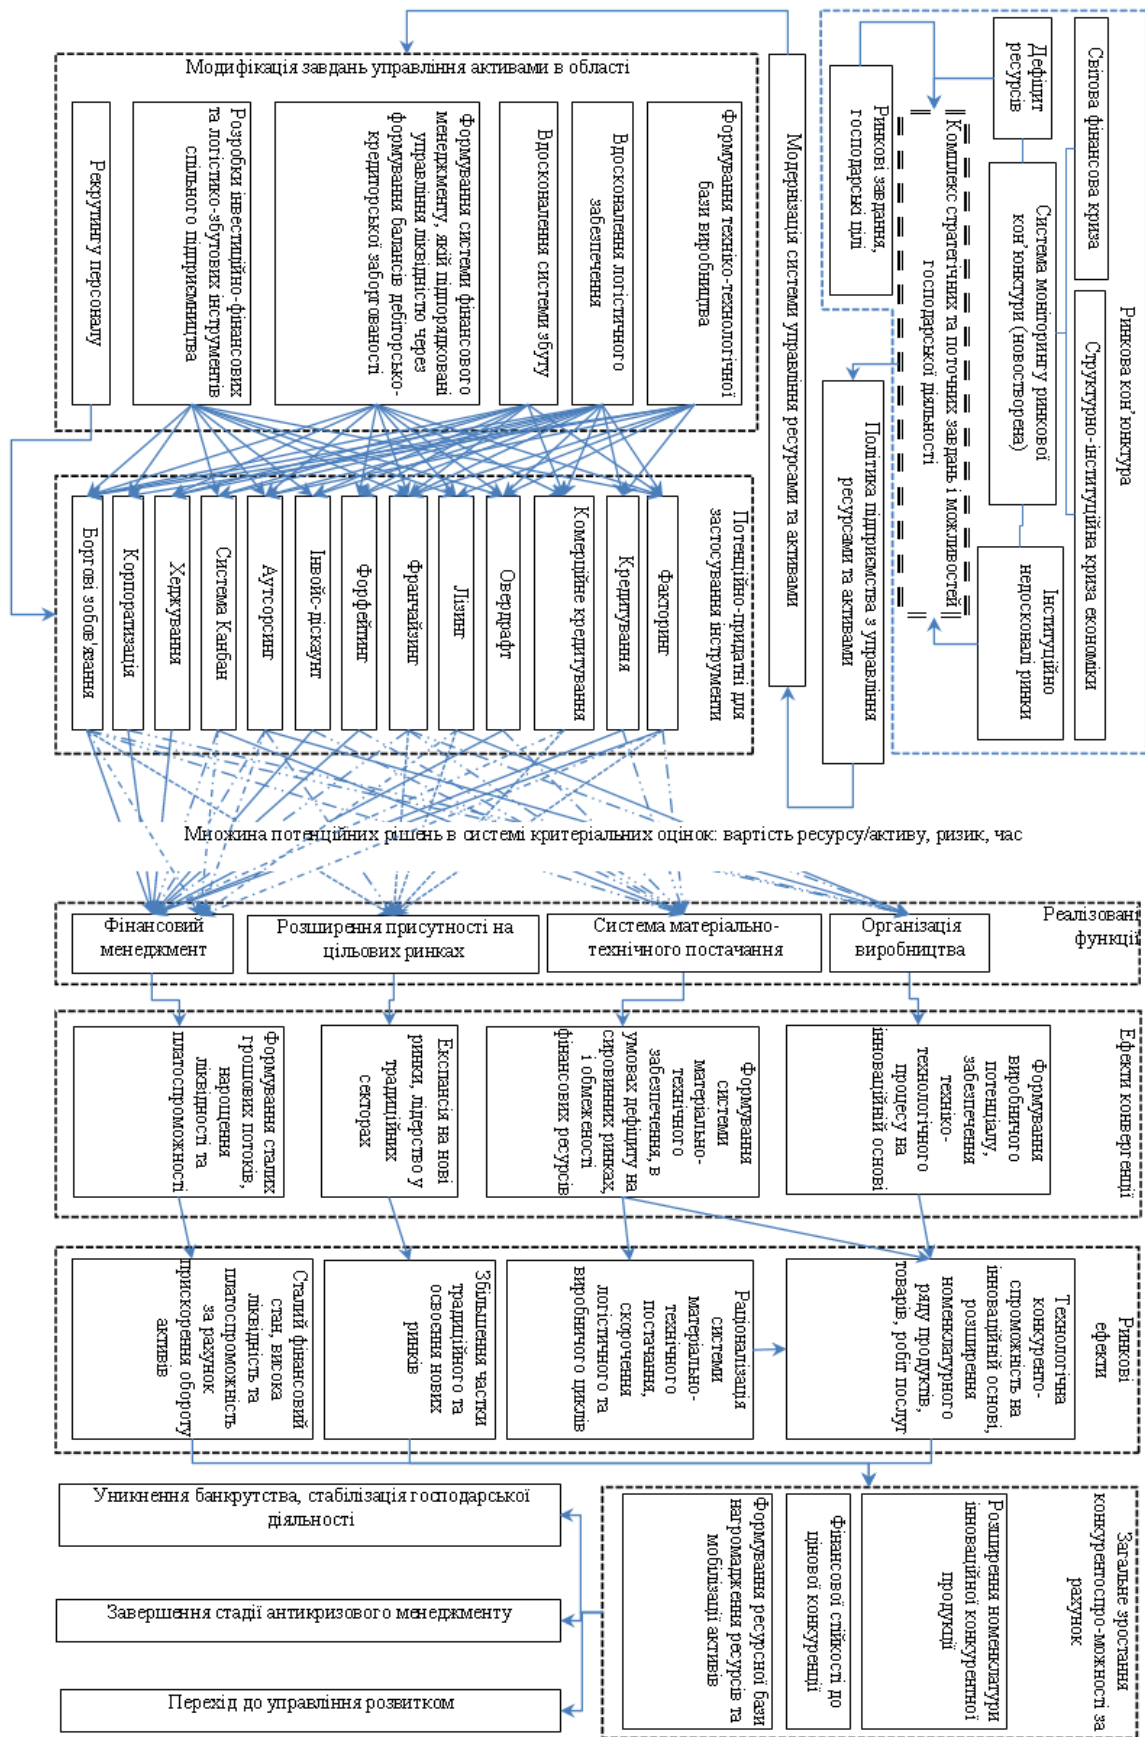 Ринкова кон'юнктура
Світова фінансова криза
Структурно-інституційна криза економіки
Дефіцит
ресурсів
Система моніторингу ринкової
кон'юнктури (новостворена)
Інституційно
недосконалі ринки
Комплекс стратегічних та поточних завдань і можливостей
господарської діяльності
Ринкові завдання,
господарські цілі
Політика підприємства з управління
ресурсами та активами
Модернізація системи управління ресурсами та активами
Модифікація завдань управління активами в області
Формування техніко-технологічної
бази виробництва
Вдосконалення логістичного
забезпечення
Вдосконалення системи збуту
Формування системи фінансового
менеджменту, якій підпорядковані
управління ліквідністю через
формування балансів дебіторсько-
кредиторської заборгованості
Розробки інвестиційно-фінансових
та логістико-збутових інструментів
спільного підприємництва
Рекрутингу персоналу
Потенційно-придатні для
застосування інструменти
Факторинг
Кредитування
Комерційне кредитування
Овердрафт
Лізинг
Франчайзинг
Форфейтинг
Інвойс-діскаунт
Аутсорсинг
Система Канбан
Хеджування
Корпоратизація
Боргові зобов'язання
Множина потенційних рішень в системі критеріальних оцінок: вартість ресурсу/активу, ризик, час
Реалізовані
функції
Фінансовий
менеджмент
Розширення присутності на
цільових ринках
Система матеріально-
технічного постачання
Організація
виробництва
Ефекти конвергенції
Формування
виробничого
потенціалу,
забезпечення
техніко-
технологічного
процесу на
інноваційній основі
Формування
системи
матеріально-
технічного
забезпечення, в
умовах дефіциту на
сировинних ринках,
і обмеженості
фінансових ресурсів
Експансія на нові
ринки, лідерство у
традиційних
секторах
Формування сталих
грошових потоків,
нарощення
ліквідності та
платоспроможності
Ринкові
ефекти
Технологічна
конкуренто-
спроможність на
інноваційній основі,
розширення
номенклатурного
ряду продуктів,
товарів, робіт послуг
Раціоналізація
системи
матеріально-
технічного
постачання,
скорочення
логістичного та
виробничого циклів
Збільшення частки
традиційного та
освоєння нових
ринків
Сталий фінансовий
стан, висока
ліквідність та
платоспроможність
за рахунок
прискорення обороту
активів
Загальне зростання
конкурентоспро-можності за
рахунок
Розширення номенклатури
інноваційної конкурентної
продукції
Фінансової стійкості до
цінової конкуренції
Формування ресурсної бази
нагромадження ресурсів та
мобілізації активів
Уникнення банкрутства, стабілізація господарської
діяльності
Завершення стадії антикризового менеджменту
Перехід до управління розвитком